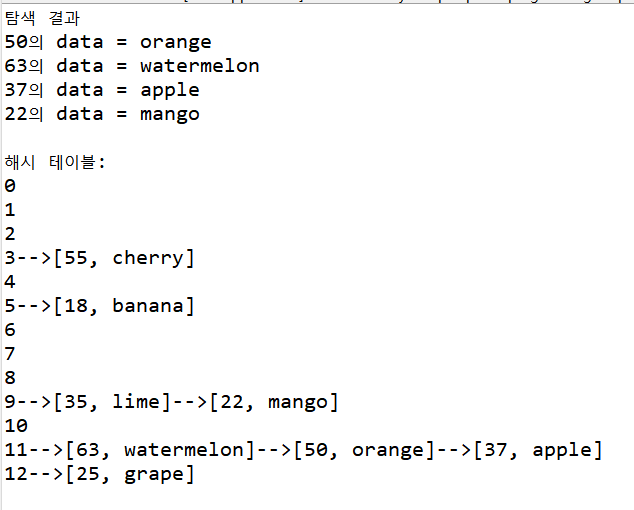 탐색 결과
50의 data = orange
63의 data = watermelon
37의 data = apple
22의 data = mango
해시 테이블:
0
1
2
3-->[55, cherry]
4
5-->[18, banana]
6
7
8
9-->[35, lime]-->[22, mango]
10
11-->[63, watermelon]-->[50, orange]-->[37, apple]
12-->[25, grape]